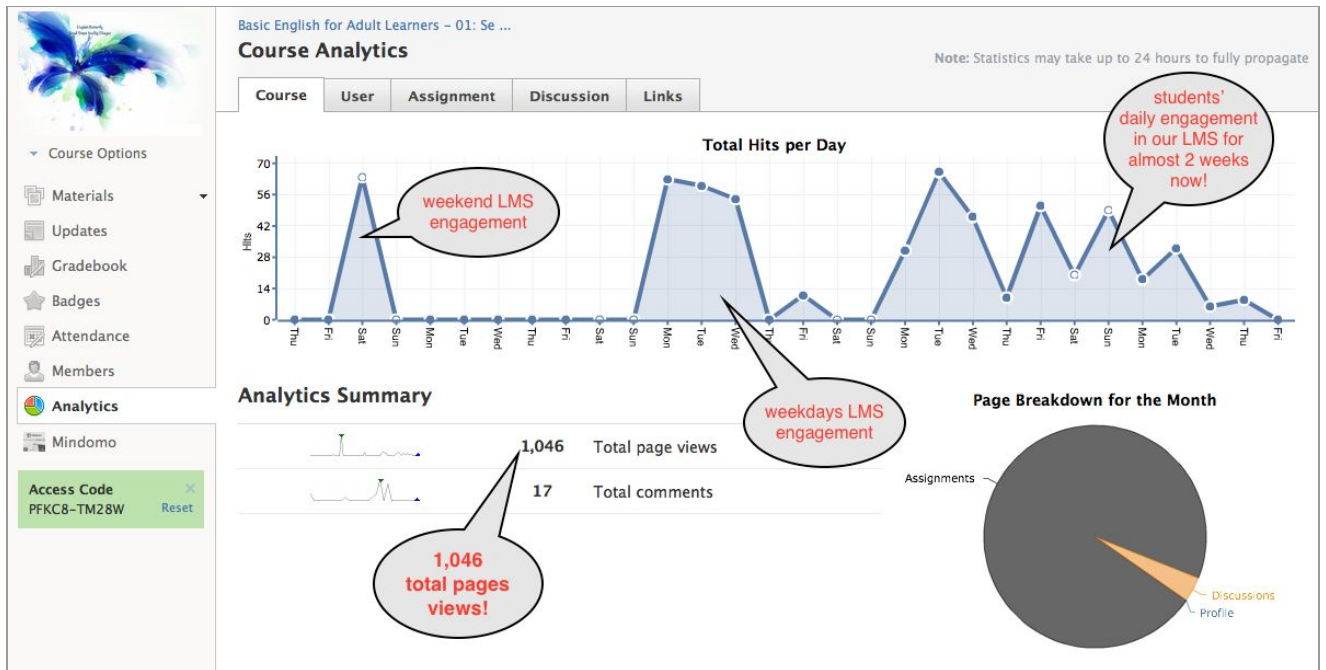 Basic English for Adult Learners – 01: Se ...
Course Analytics
Note: Statistics may take up to 24 hours to fully propagate
Course User Assignment Discussion Links
Course Options
Materials
Updates
Gradebook
Badges
Attendance
Members
Analytics
Mindomo
Access Code
PFKC8-TM28W Reset
Total Hits per Day
Hits
70
56
42
28
14
0
Thu Fri Sat Sun Mon Tue Wed Thu Fri Sat Sun Mon Tue Wed Th Fri Sat Sun Mon Tue Wed Thu Fri Sat Sun Mon Tue Wed Thu Fri
weekend LMS
engagement
students'
daily engagement
in our LMS for
almost 2 weeks
now!
weekdays LMS
engagement
Analytics Summary
1,046 Total page views
17 Total comments
1,046
total pages
views!
Page Breakdown for the Month
Assignments
Discussions
Profile